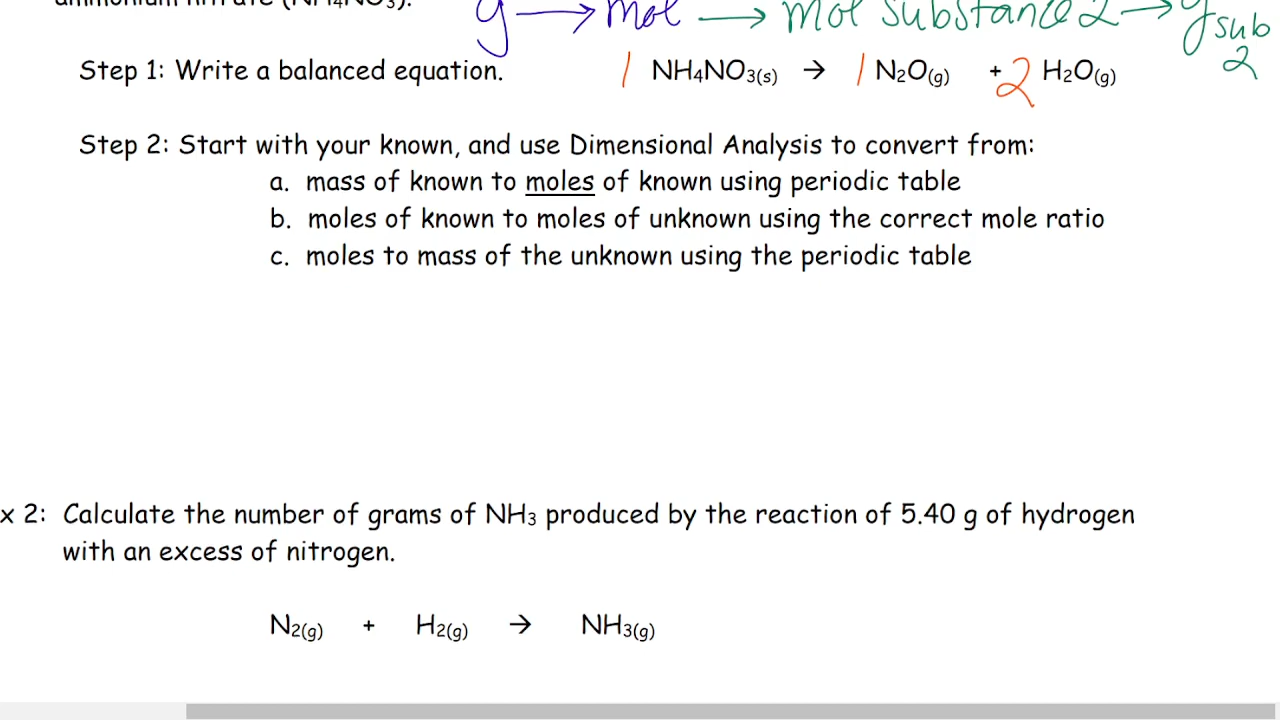 ammonium nitrate (NH4NO3).
g → mol → mol substance 2 → g sub 2
Step 1: Write a balanced equation. 1 NH4NO3(s) → 1 N2O(g) + 2 H2O(g)
Step 2: Start with your known, and use Dimensional Analysis to convert from:
a. mass of known to moles of known using periodic table
b. moles of known to moles of unknown using the correct mole ratio
c. moles to mass of the unknown using the periodic table
x 2: Calculate the number of grams of NH3 produced by the reaction of 5.40 g of hydrogen
with an excess of nitrogen.
N2(g) + H2(g) → NH3(g)